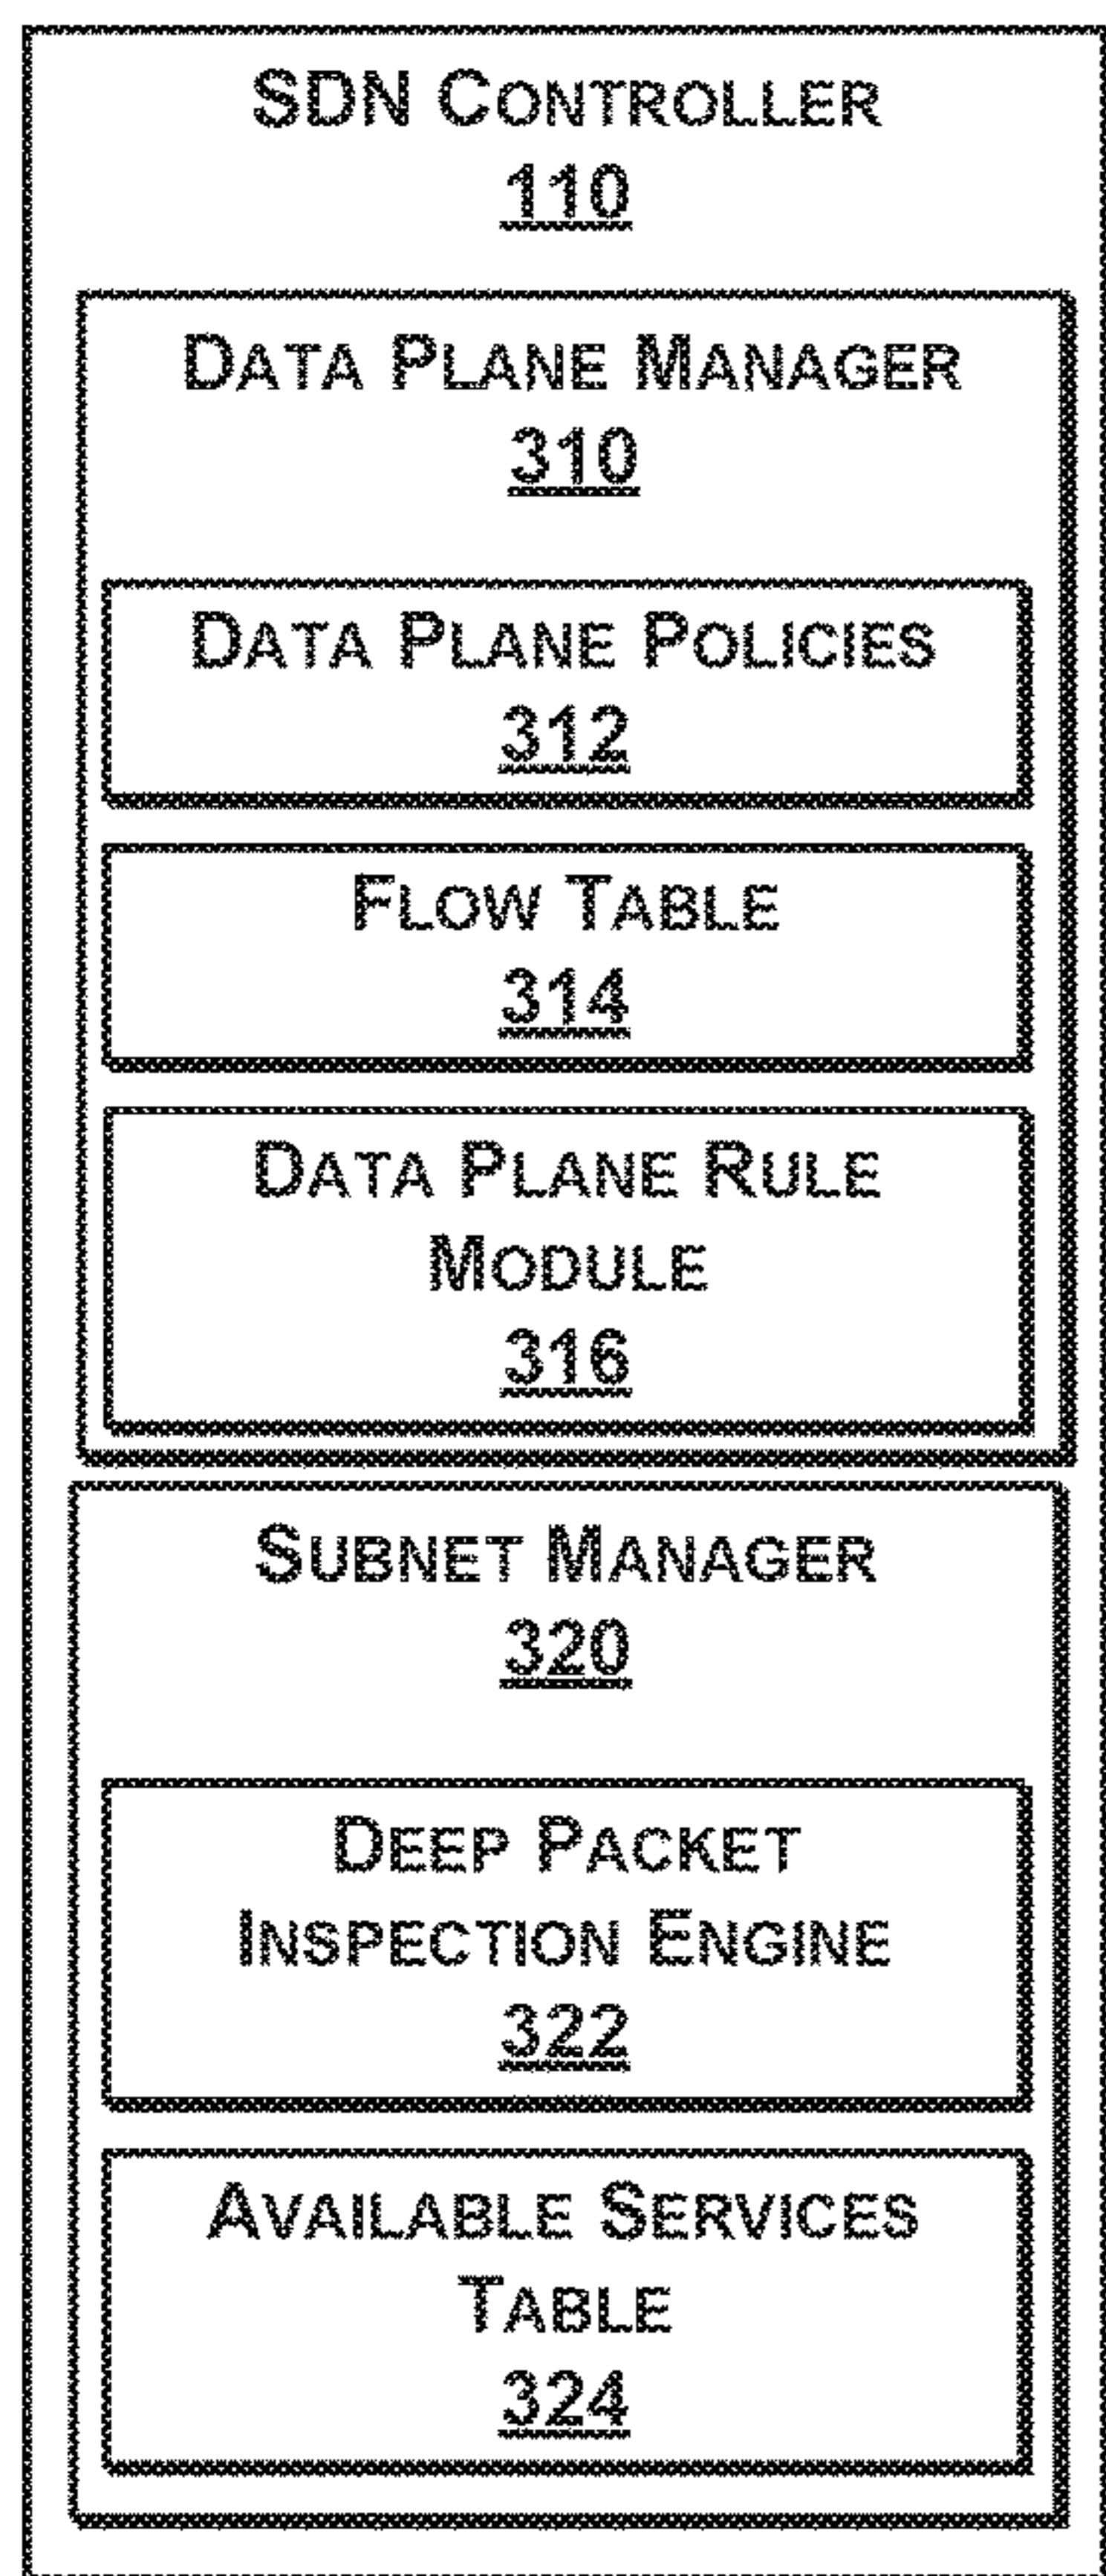 SDN CONTROLLER
110
DATA PLANE MANAGER
310
DATA PLANE POLICIES
312
FLOW TABLE
314
DATA PLANE RULE
MODULE
316
SUBNET MANAGER
320
DEEP PACKET
INSPECTION ENGINE
322
AVAILABLE SERVICES
TABLE
324